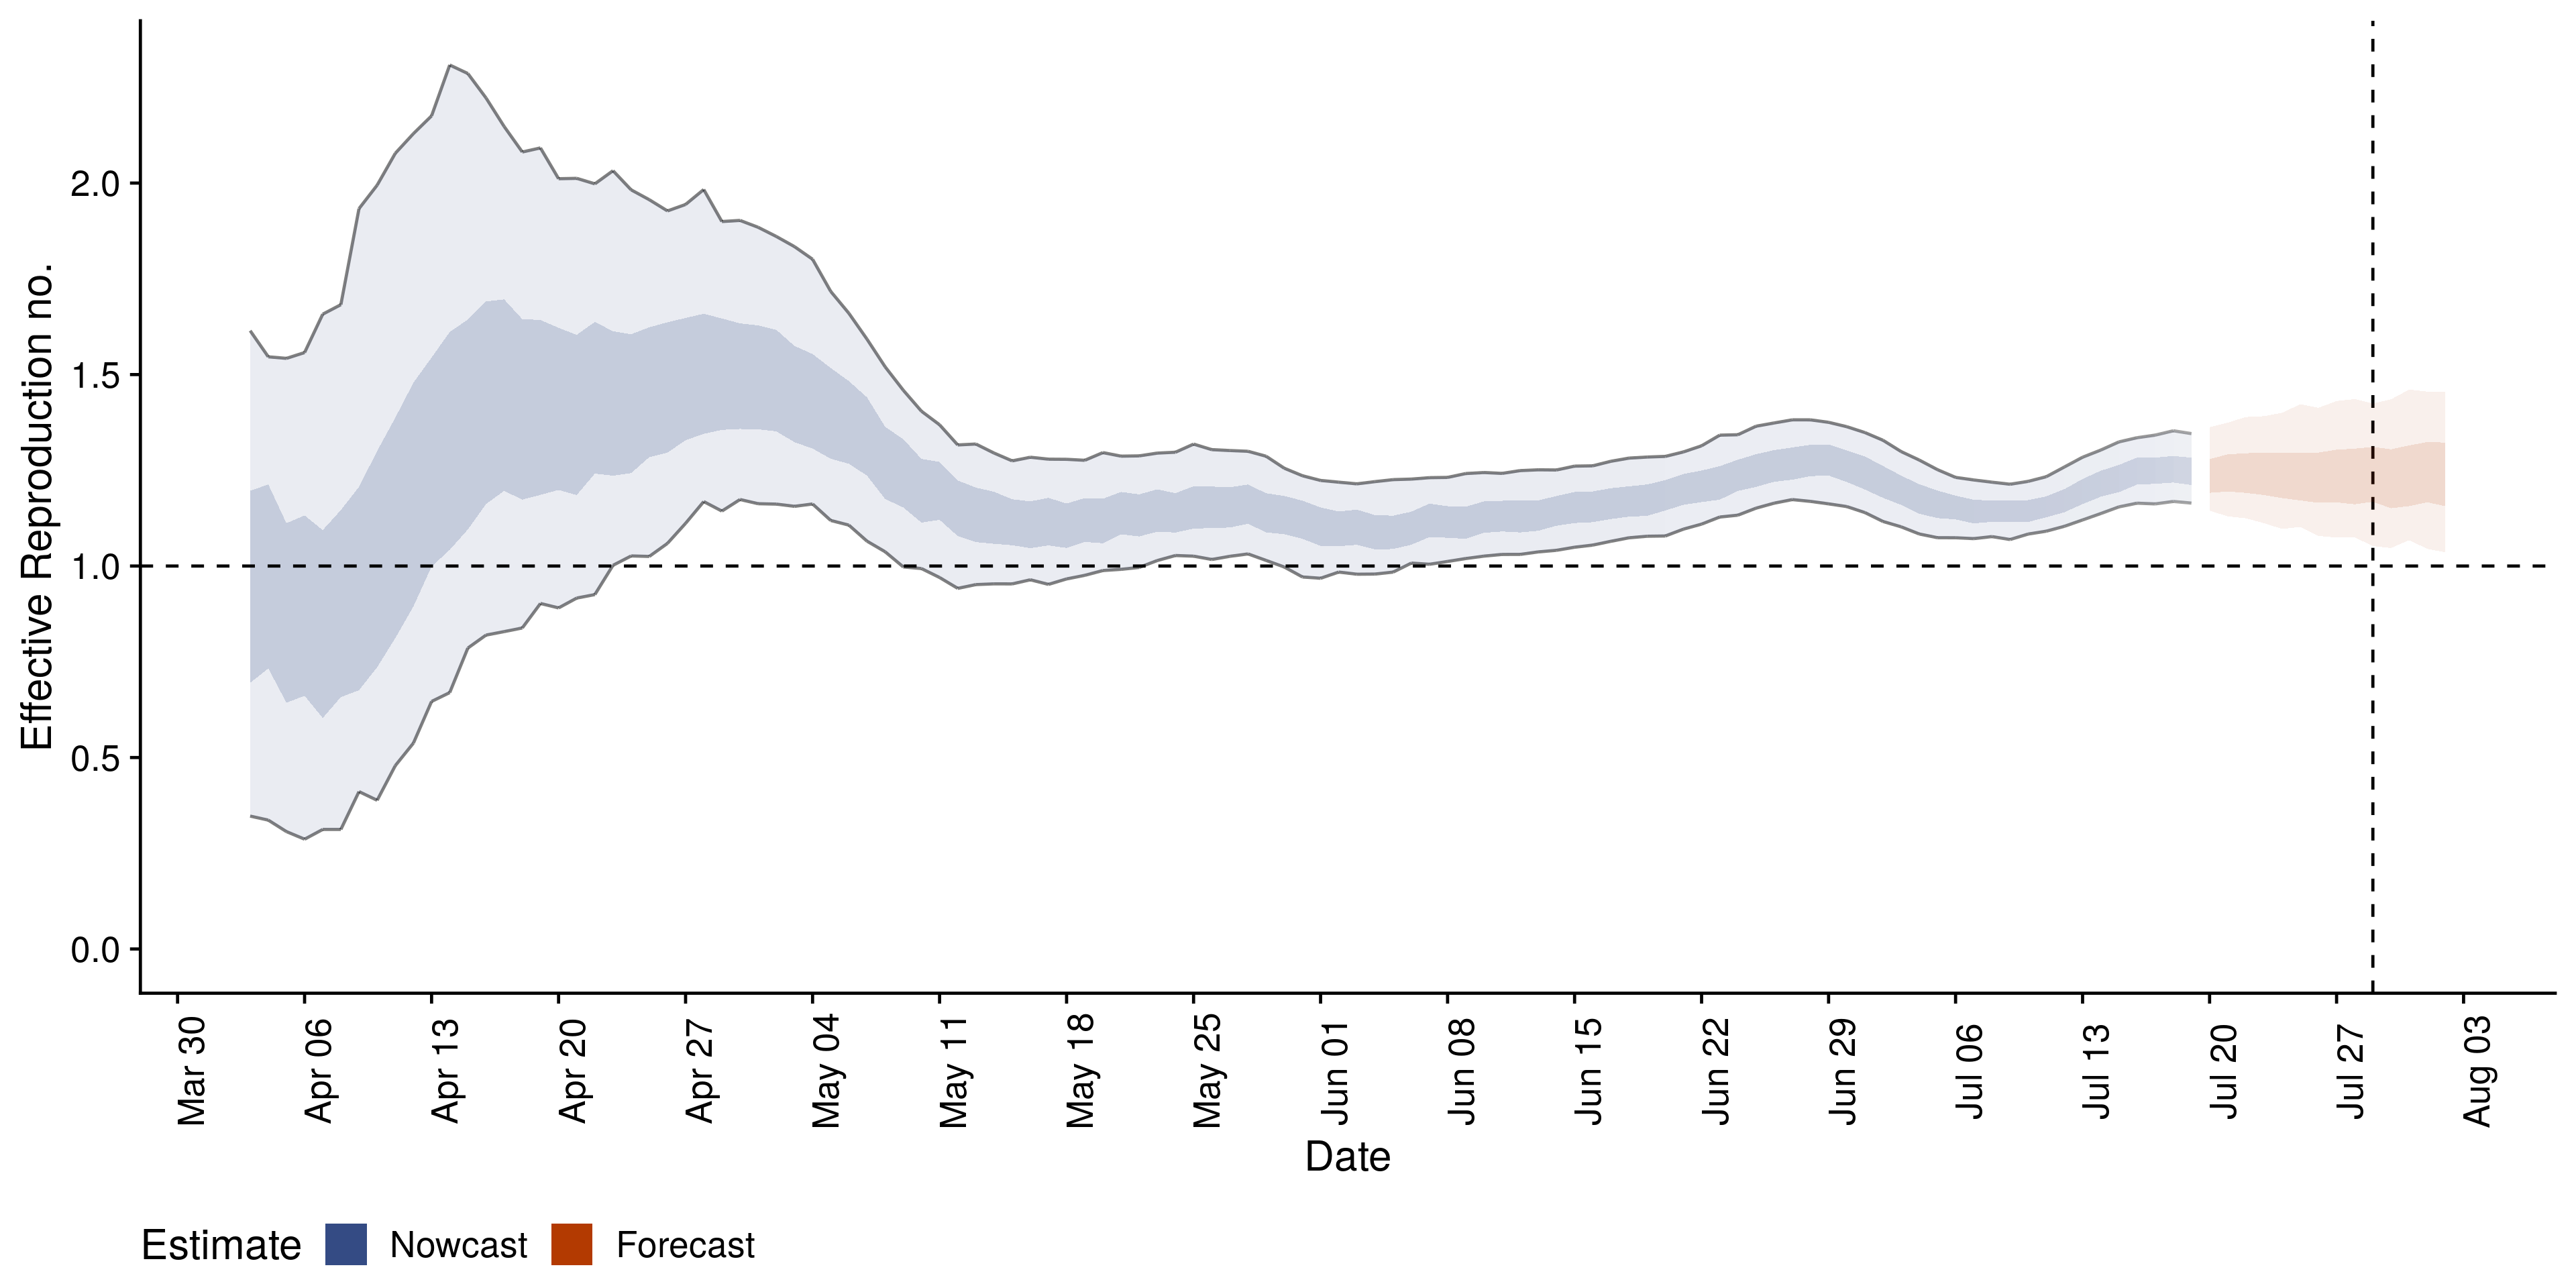 Effective Reproduction no.
2.0
1.5
1.0
0.5
0.0
Mar 30
Apr 06
Apr 13
Apr 20
Apr 27
May 04
May 11
May 18
May 25
Jun 01
Jun 08
Jun 15
Jun 22
Jun 29
Jul 06
Jul 13
Jul 20
Jul 27
Aug 03
Date
Estimate Nowcast Forecast